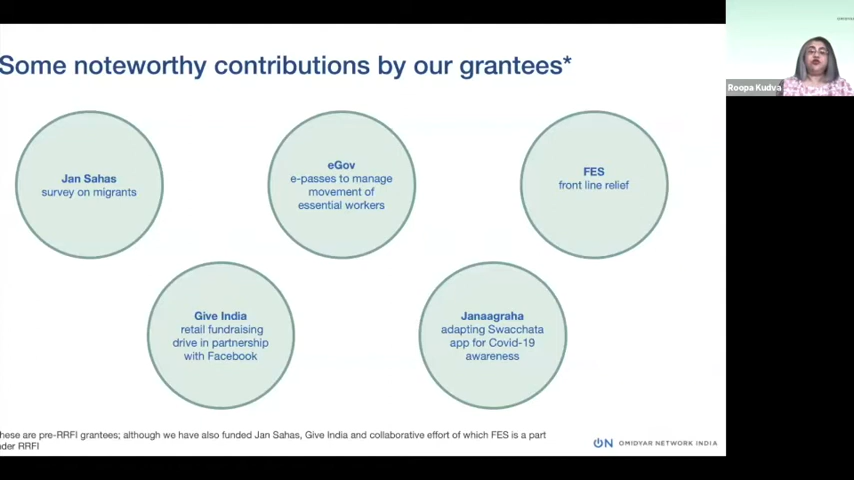 Some noteworthy contributions by our grantees*
Roopa Kudva
Jan Sahas
survey on migrants
eGov
e-passes to manage
movement of
essential workers
FES
front line relief
Give India
retail fundraising
drive in partnership
with Facebook
Janaagraha
adapting Swacchata
app for Covid-19
awareness
hese are pre-RRFI grantees; although we have also funded Jan Sahas, Give India and collaborative effort of which FES is a part
nder RRFI
ON OMIDYAR NETWORK INDIA